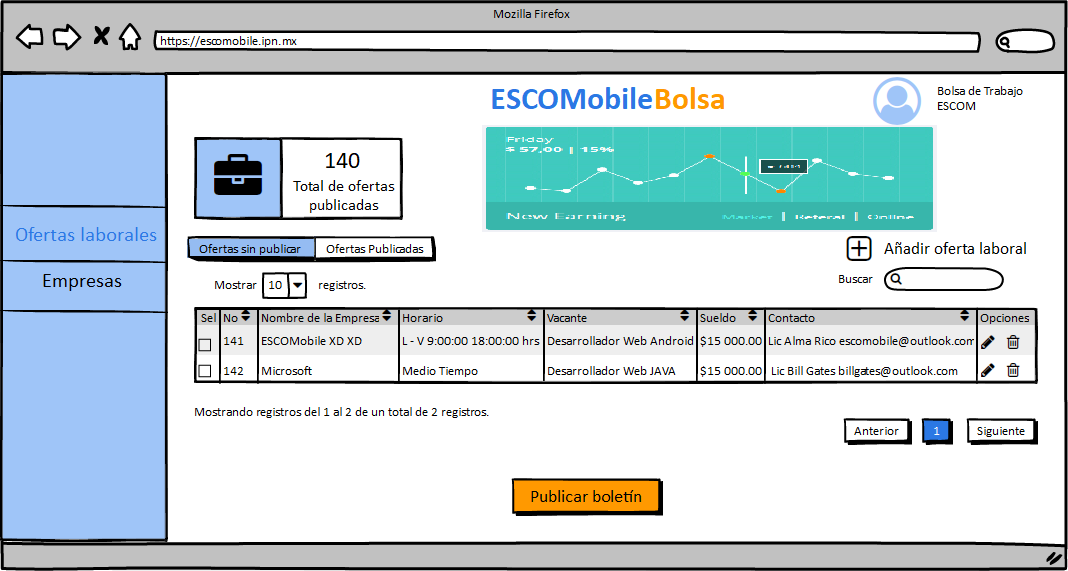 Mozilla Firefox
https://escomobile.ipn.mx
ESCOMobileBolsa
Bolsa de Trabajo
ESCOM
140
Total de ofertas
publicadas
Friday
$ 57,00 | 15%
New Earning
Marker | Referal | Online
Ofertas laborales
Empresas
Ofertas sin publicar Ofertas Publicadas
Añadir oferta laboral
Mostrar 10 registros.
Buscar
Sel No Nombre de la Empresa Horario Vacante Sueldo Contacto Opciones
141 ESCOMobile XD XD L - V 9:00:00 18:00:00 hrs Desarrollador Web Android $15 000.00 Lic Alma Rico escomobile@outlook.com
142 Microsoft Medio Tiempo Desarrollador Web JAVA $15 000.00 Lic Bill Gates billgates@outlook.com
Mostrando registros del 1 al 2 de un total de 2 registros.
Anterior 1 Siguiente
Publicar boletín